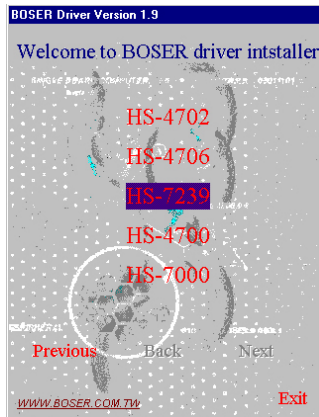 BOSER Driver Version 1.9
Welcome to BOSER driver intstaller
HS-4702
HS-4706
HS-7239
HS-4700
HS-7000
Previous Back Next
WWW.BOSER.COM.TW Exit